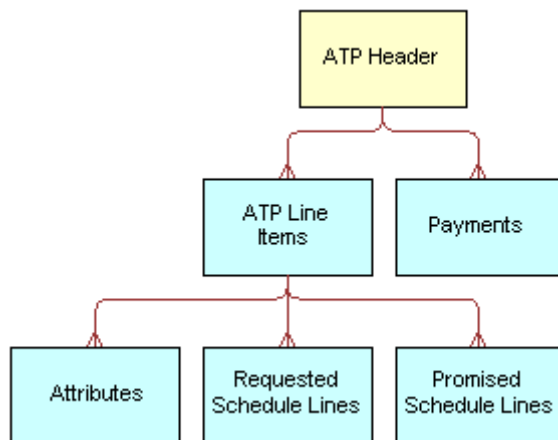 ATP Header
ATP Line
Items
Payments
Attributes
Requested
Schedule Lines
Promised
Schedule Lines